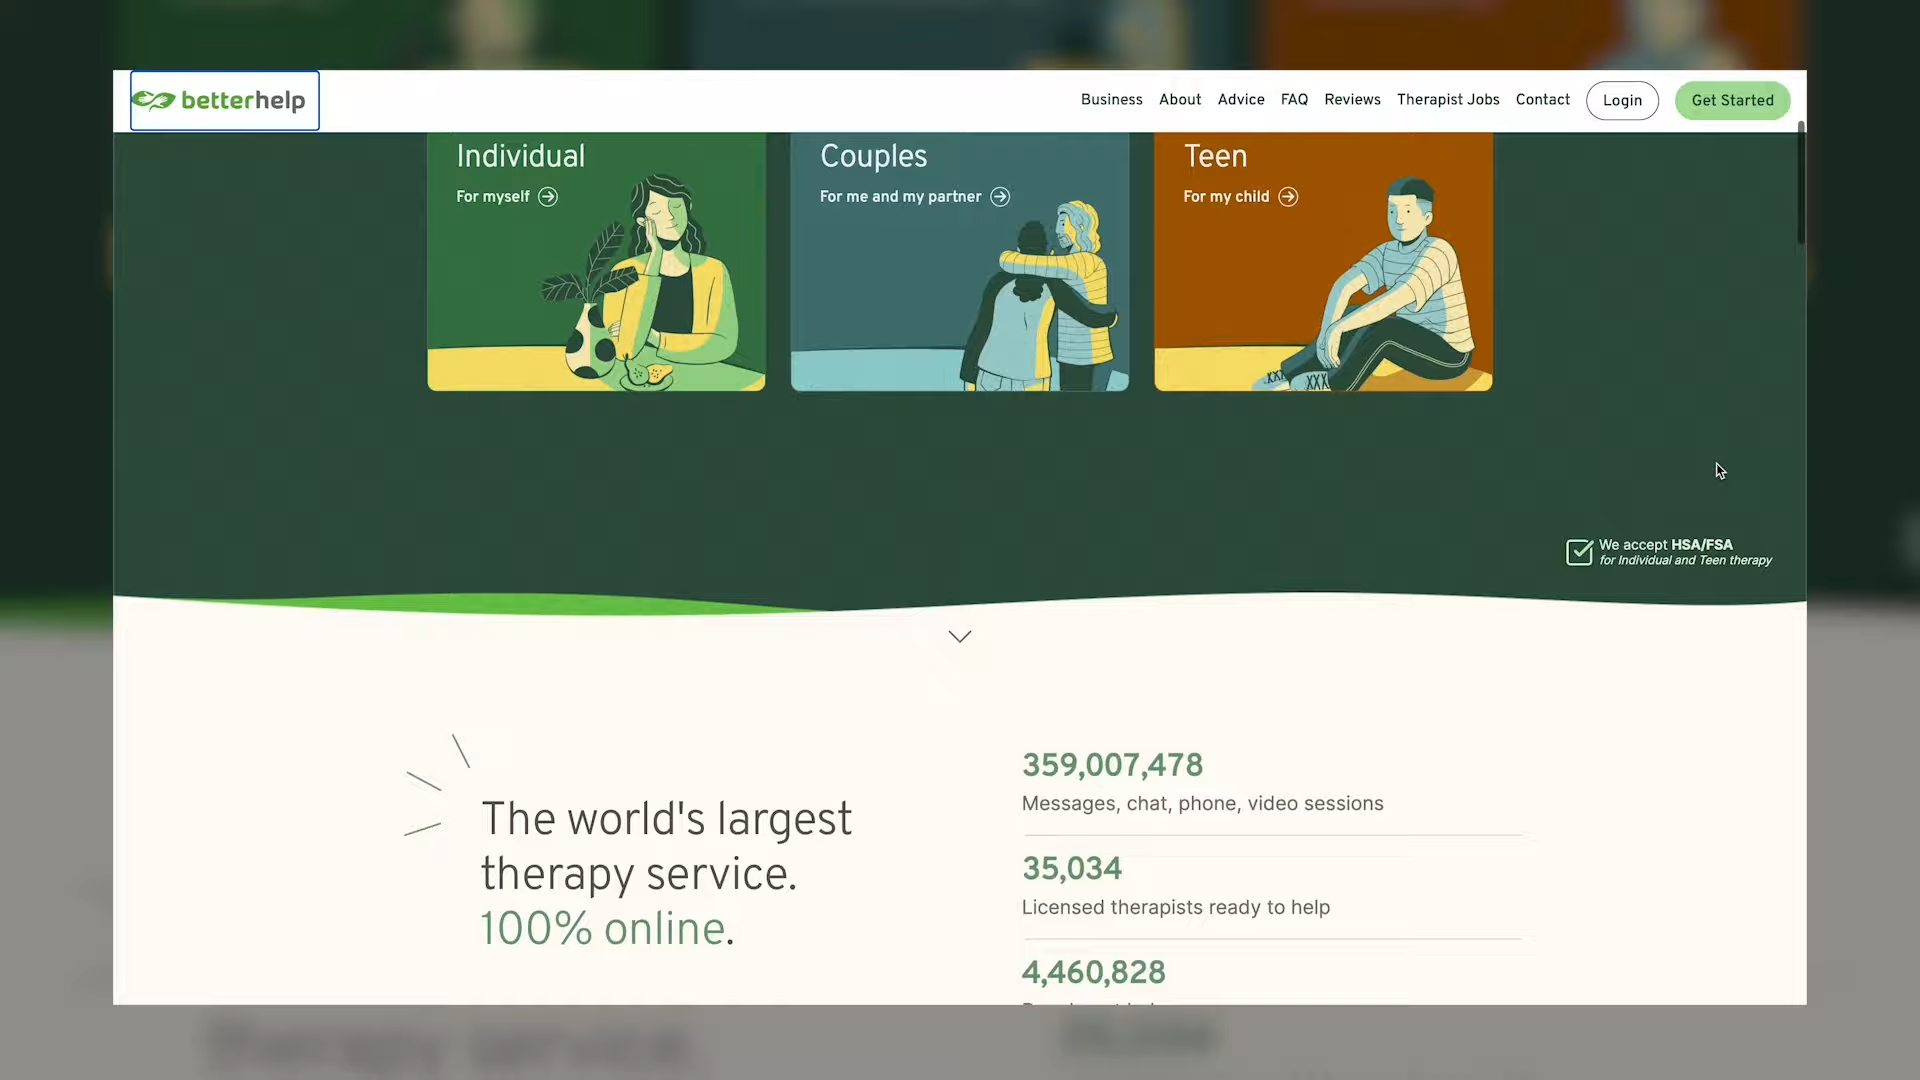 betterhelp
Business About Advice FAQ Reviews Therapist Jobs Contact Login Get Started
Individual
For myself
Couples
For me and my partner
Teen
For my child
We accept HSA/FSA
for Individual and Teen therapy
The world's largest
therapy service.
100% online.
359,007,478
Messages, chat, phone, video sessions
35,034
Licensed therapists ready to help
4,460,828